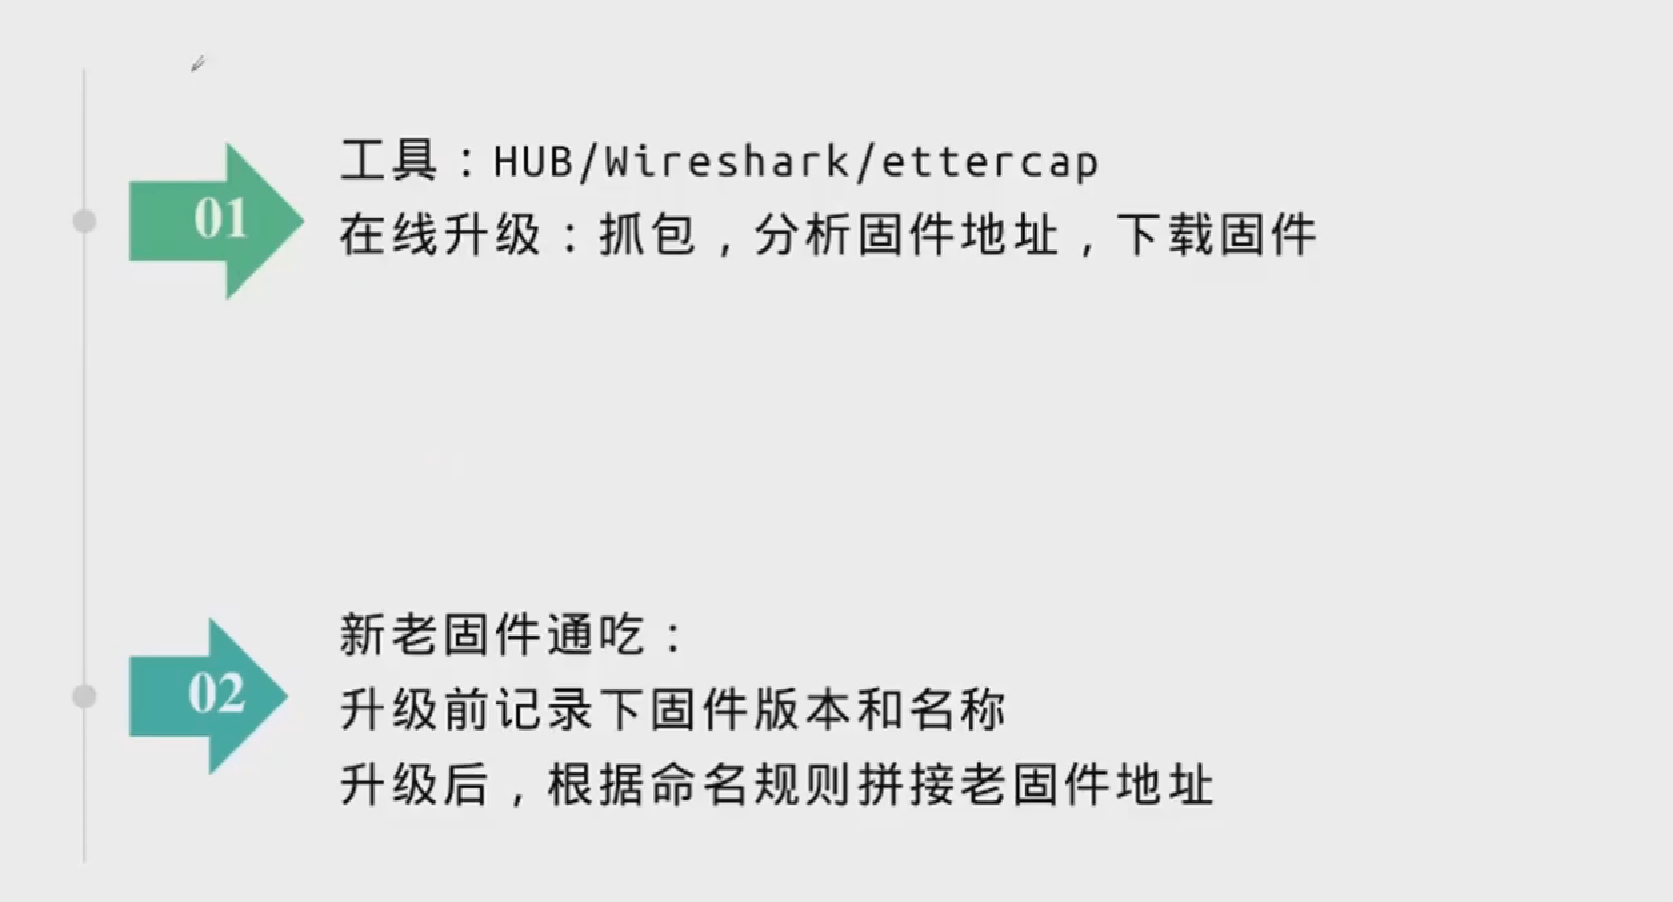 01
工具：HUB/Wireshark/ettercap
在线升级：抓包，分析固件地址，下载固件
02
新老固件通吃：
升级前记录下固件版本和名称
升级后，根据命名规则拼接老固件地址